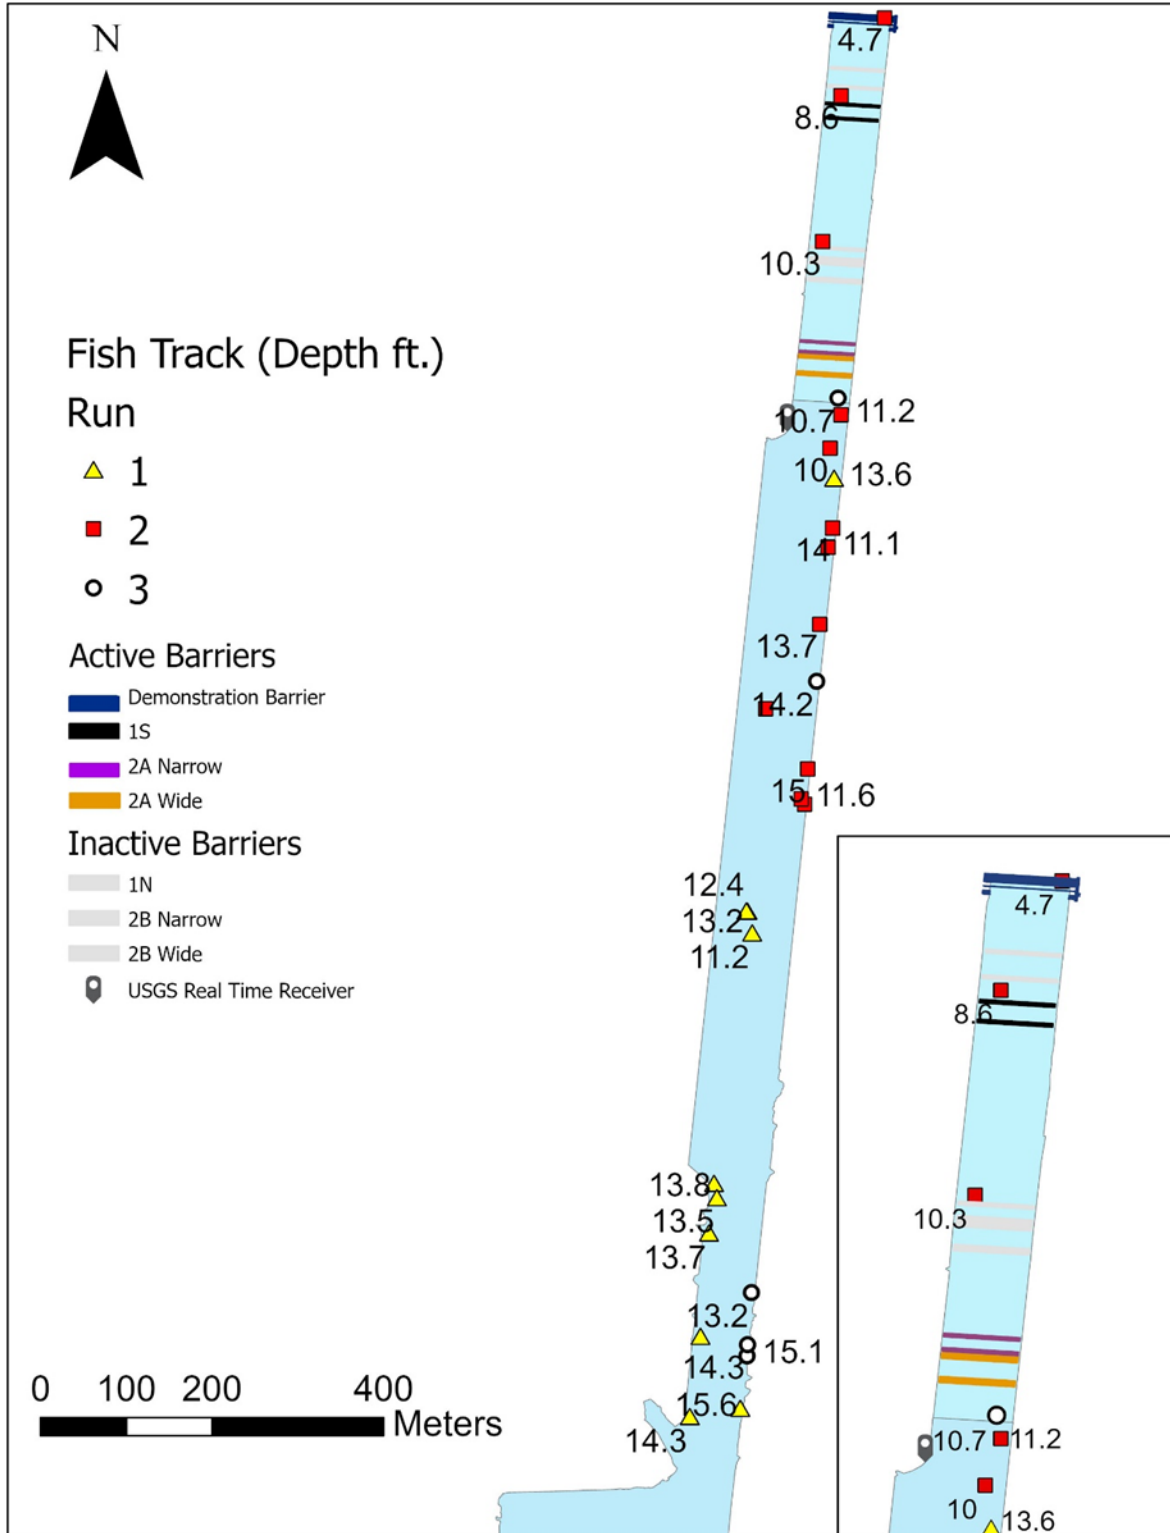 N
4.7
8.6
10.3
Fish Track (Depth ft.)
Run
1
2
3
10.7
11.2
10
13.6
14
11.1
13.7
14.2
15
11.6
Active Barriers
Demonstration Barrier
1S
2A Narrow
2A Wide
Inactive Barriers
1N
2B Narrow
2B Wide
USGS Real Time Receiver
12.4
13.2
11.2
13.8
13.5
13.7
13.2
14.3
15.1
15.6
14.3
0 100 200 400
Meters
4.7
8.6
10.3
10.7
11.2
10
13.6